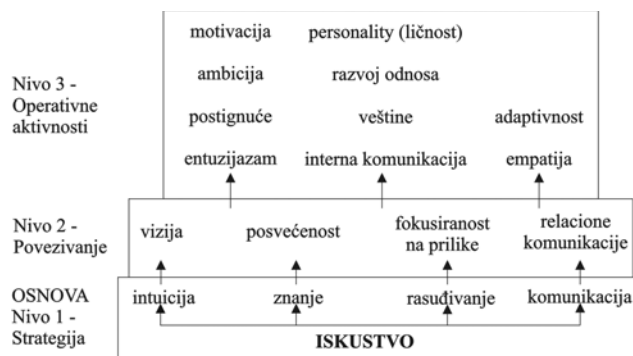 motivacija personality (ličnost)
Nivo 3 - ambicija razvoj odnosa
Operativne
aktivnosti postignuće veštine adaptivnost
entuzijazam interna komunikacija empatija
Nivo 2 - vizija posvećenost fokusiranost relacione
Povezivanje na prilike komunikacije
OSNOVA intuicija znanje rasuđivanje komunikacija
Nivo 1 -
Strategija ISKUSTVO